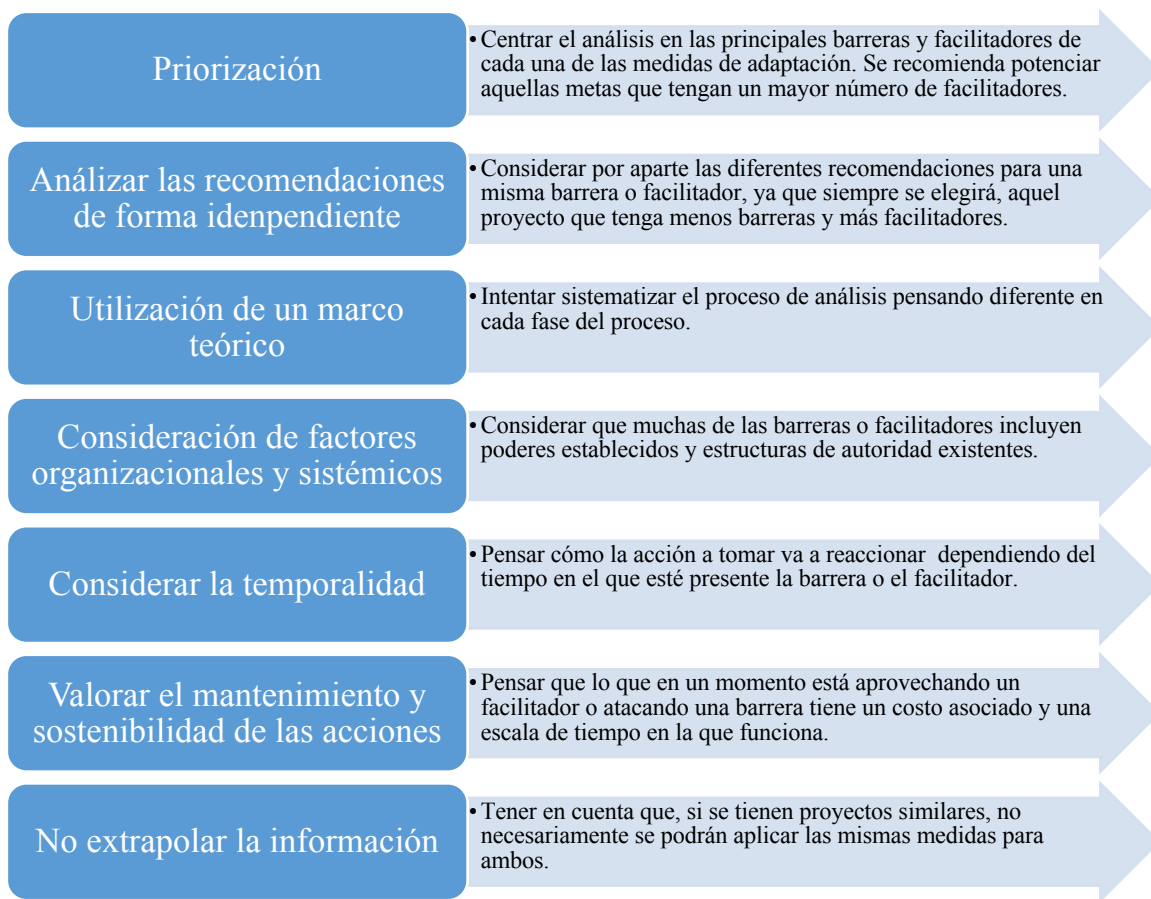 Priorización
• Centrar el análisis en las principales barreras y facilitadores de
cada una de las medidas de adaptación. Se recomienda potenciar
aquellas metas que tengan un mayor número de facilitadores.
Análizar las recomendaciones
de forma idenpendiente
• Considerar por aparte las diferentes recomendaciones para una
misma barrera o facilitador, ya que siempre se elegirá, aquel
proyecto que tenga menos barreras y más facilitadores.
Utilización de un marco
teórico
• Intentar sistematizar el proceso de análisis pensando diferente en
cada fase del proceso.
Consideración de factores
organizacionales y sistémicos
• Considerar que muchas de las barreras o facilitadores incluyen
poderes establecidos y estructuras de autoridad existentes.
Considerar la temporalidad
• Pensar cómo la acción a tomar va a reaccionar dependiendo del
tiempo en el que esté presente la barrera o el facilitador.
Valorar el mantenimiento y
sostenibilidad de las acciones
• Pensar que lo que en un momento está aprovechando un
facilitador o atacando una barrera tiene un costo asociado y una
escala de tiempo en la que funciona.
No extrapolar la información
• Tener en cuenta que, si se tienen proyectos similares, no
necesariamente se podrán aplicar las mismas medidas para
ambos.